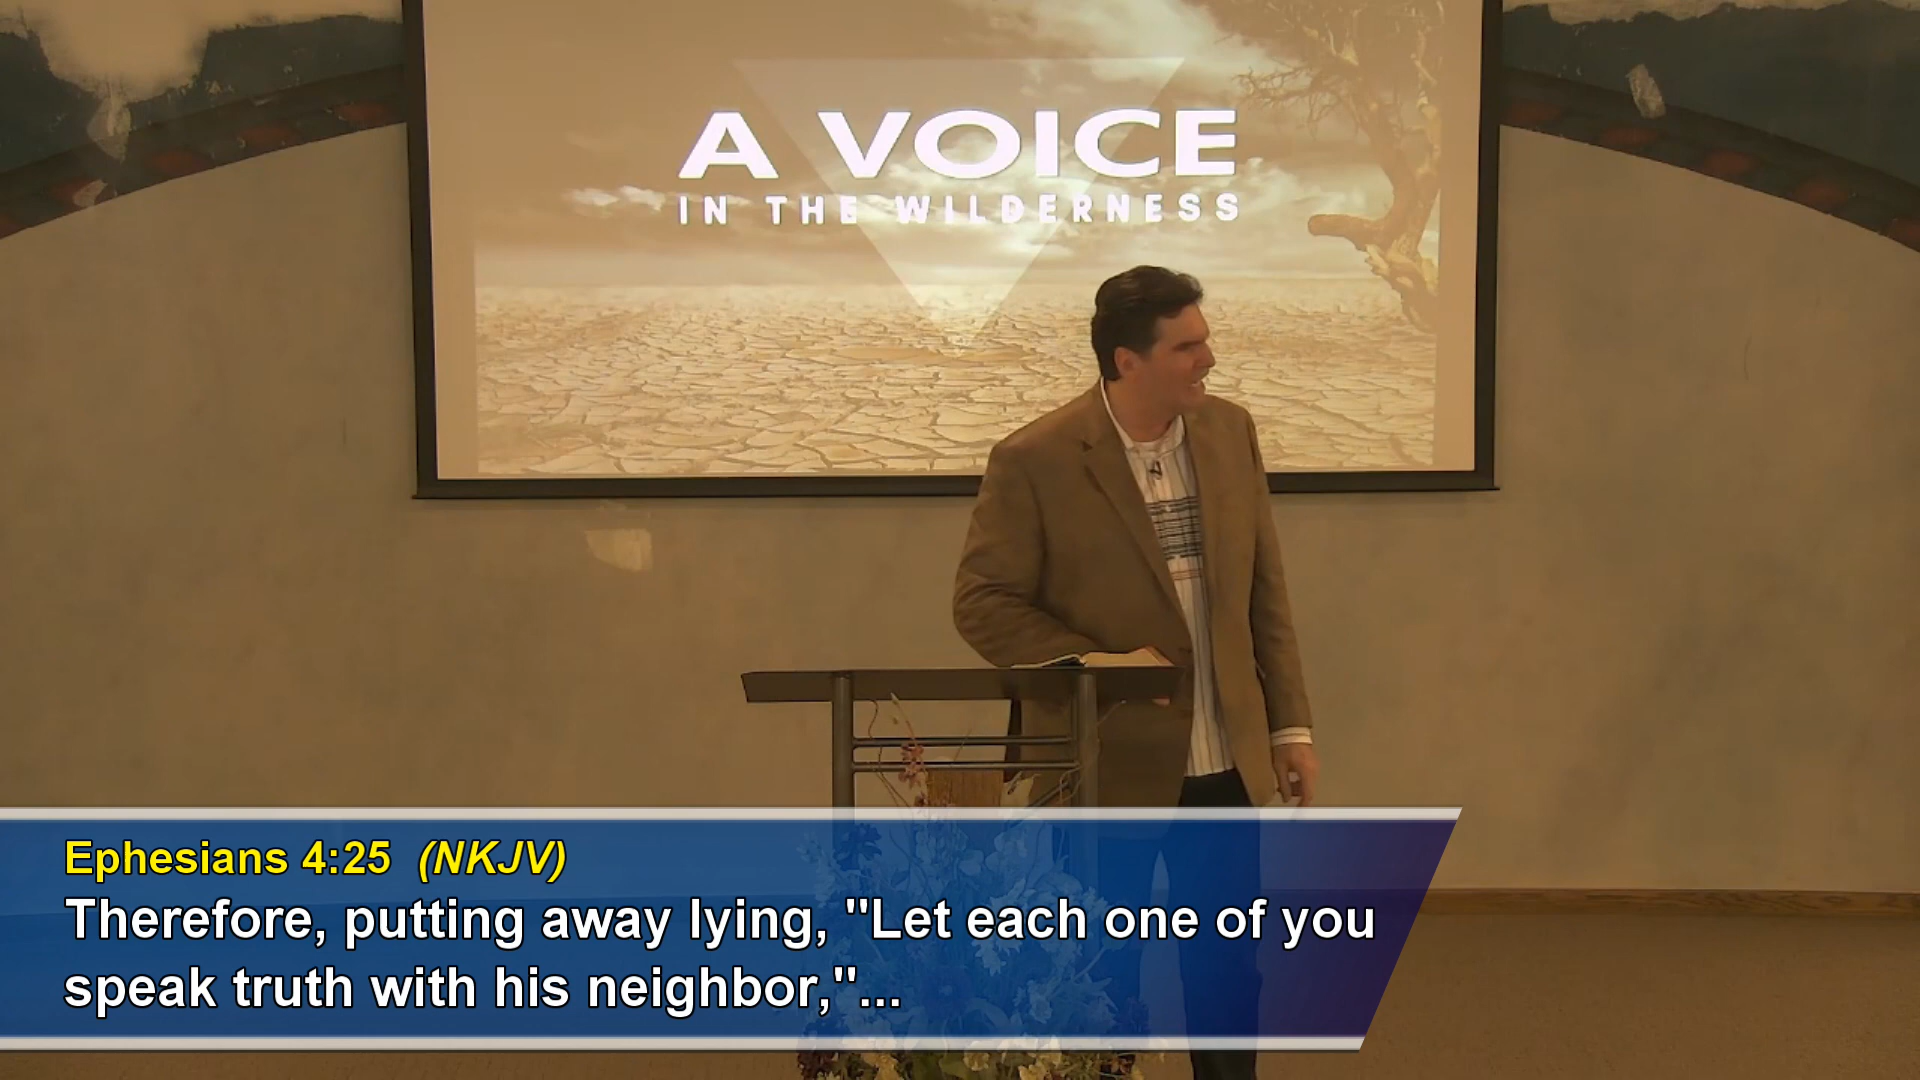 A VOICE
IN THE WILDERNESS
Ephesians 4:25 (NKJV)
Therefore, putting away lying, "Let each one of you
speak truth with his neighbor,"...